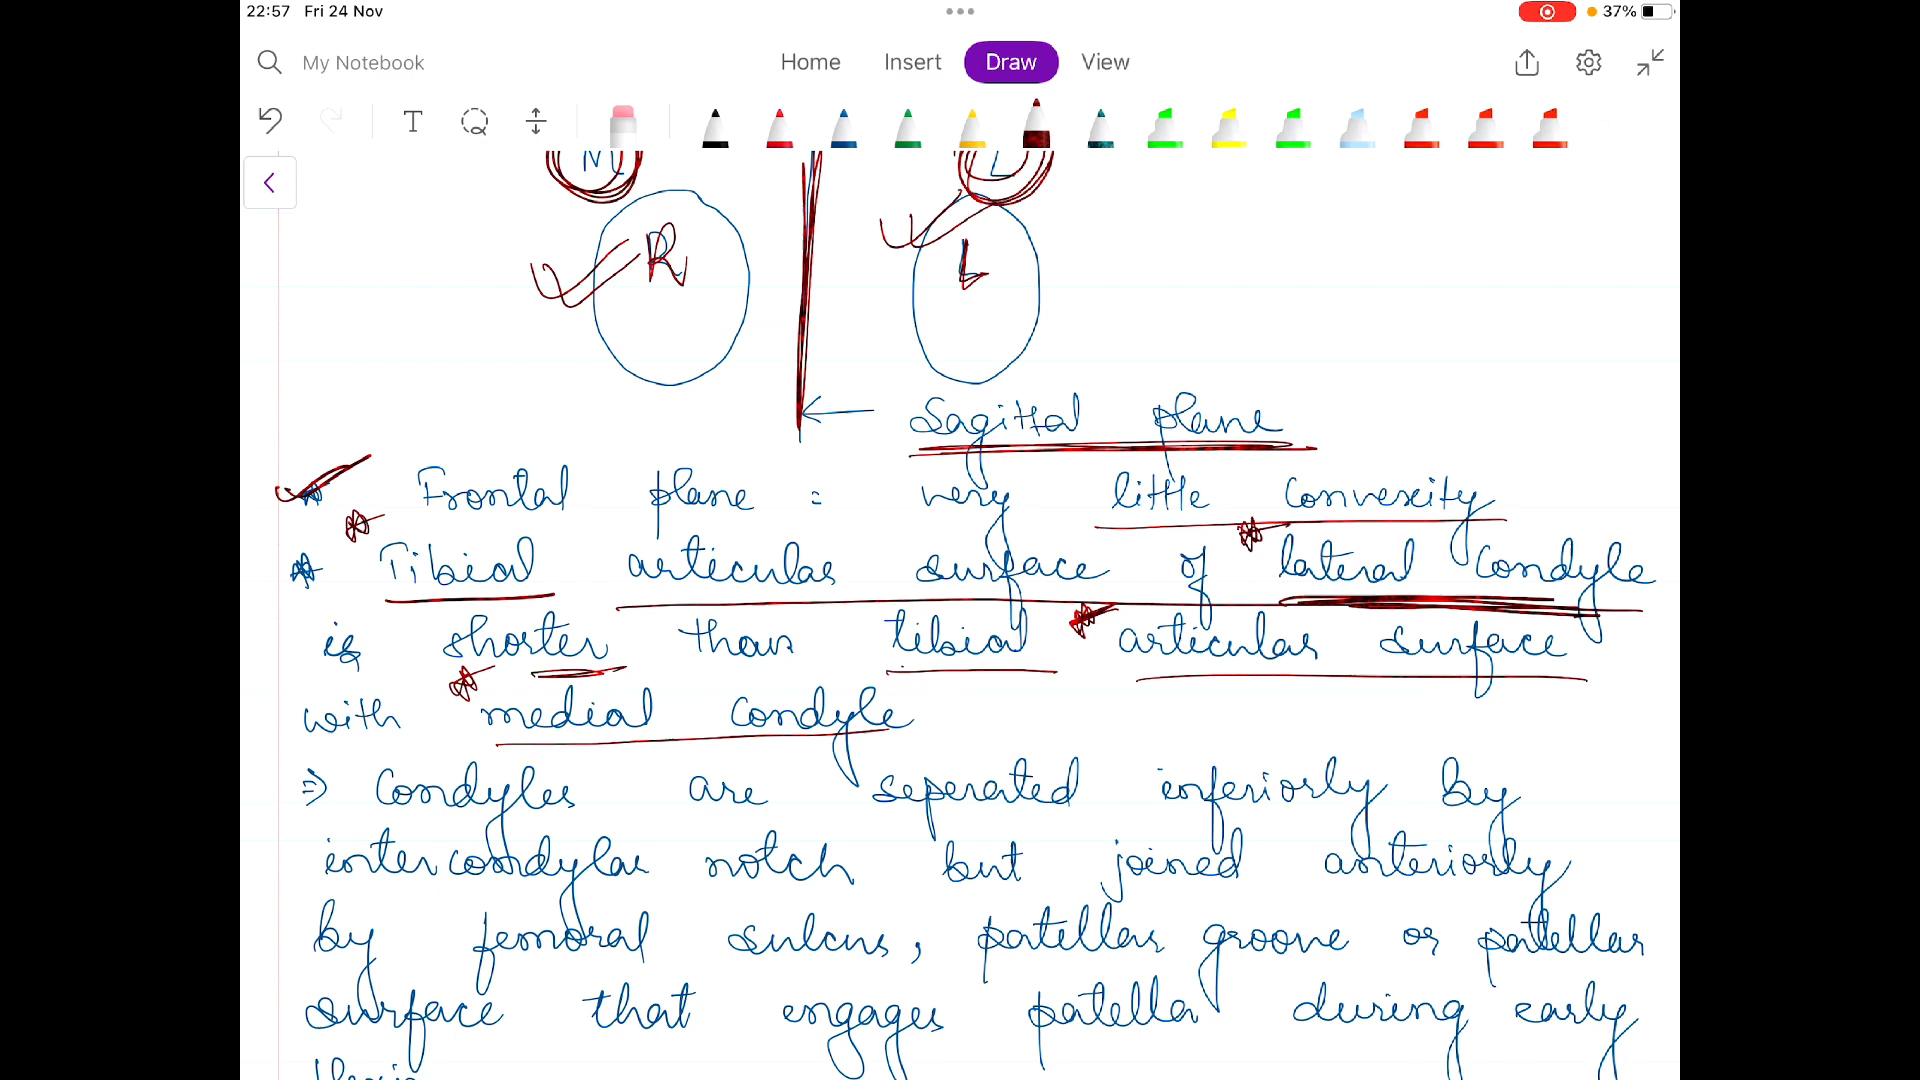 22:57 Fri 24 Nov
37%
My Notebook
Home Insert Draw View
T
M L
R L
Sagittal plane
* Frontal plane : very little convexity
* Tibial articular surface of lateral condyle
is shorter than tibial articular surface
with medial condyle
⇒ Condyles are seperated inferiorly by
intercondylar notch but joined anteriorly
by femoral sulcus, patellar groove or patellar
surface that engages patella during early